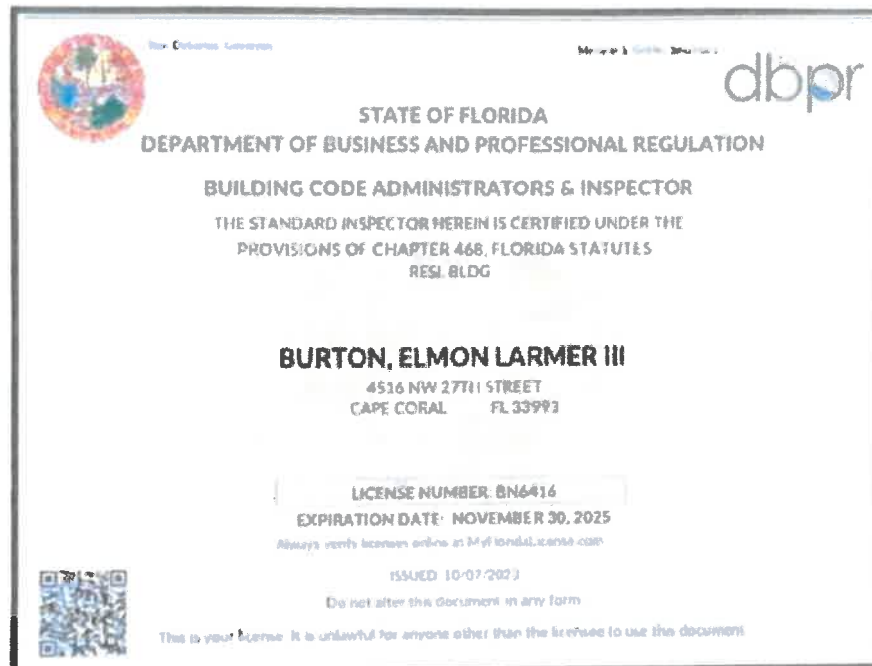 dbpr
STATE OF FLORIDA
DEPARTMENT OF BUSINESS AND PROFESSIONAL REGULATION
BUILDING CODE ADMINISTRATORS & INSPECTOR
THE STANDARD INSPECTOR HEREIN IS CERTIFIED UNDER THE
PROVISIONS OF CHAPTER 468, FLORIDA STATUTES
RESI. BLDG
BURTON, ELMON LARMER III
4516 NW 27TH STREET
CAPE CORAL FL 33993
LICENSE NUMBER: BN6416
EXPIRATION DATE: NOVEMBER 30, 2025
Always verify licenses online at MyFloridaLicense.com
ISSUED: 10/07/2023
Do not alter this document in any form.
This is your license. It is unlawful for anyone other than the licensee to use this document.